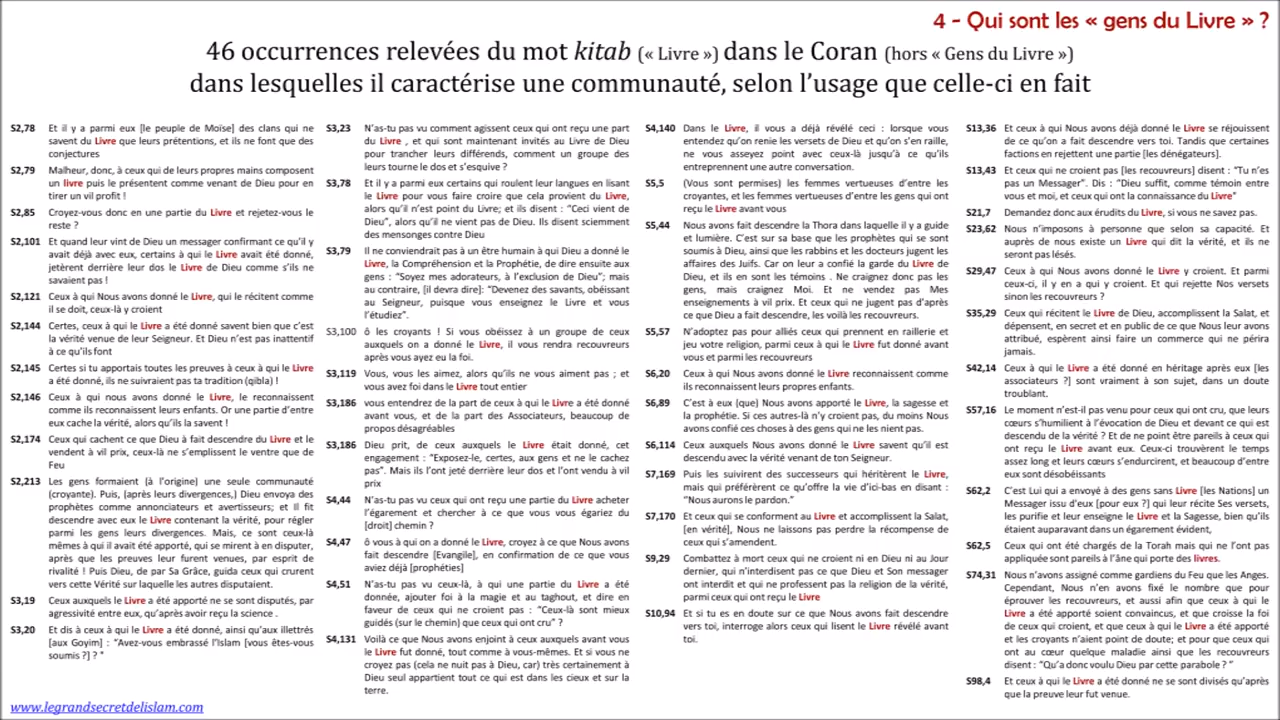 4 - Qui sont les « gens du Livre » ?
46 occurrences relevées du mot kitab (« Livre ») dans le Coran (hors « Gens du Livre »)
dans lesquelles il caractérise une communauté, selon l’usage que celle-ci en fait
S2,78 Et il y a parmi eux [le peuple de Moïse] des clans qui ne
savent du Livre que leurs prétentions, et ils ne font que des
conjectures
S2,79 Malheur, donc, à ceux qui de leurs propres mains composent
un livre puis le présentent comme venant de Dieu pour en
tirer un vil profit !
S2,85 Croyez-vous donc en une partie du Livre et rejetez-vous le
reste ?
S2,101 Et quand leur vint de Dieu un messager confirmant ce qu’il y
avait déjà avec eux, certains à qui le Livre avait été donné,
jetèrent derrière leur dos le Livre de Dieu comme s’ils ne
savaient pas !
S2,121 Ceux à qui Nous avons donné le Livre, qui le récitent comme
il se doit, ceux-là y croient
S2,144 Certes, ceux à qui le Livre a été donné savent bien que c’est
la vérité venue de leur Seigneur. Et Dieu n’est pas inattentif
à ce qu’ils font
S2,145 Certes si tu apportais toutes les preuves à ceux à qui le Livre
a été donné, ils ne suivraient pas ta tradition (qibla) !
S2,146 Ceux à qui nous avons donné le Livre, le reconnaissent
comme ils reconnaissent leurs enfants. Or une partie d’entre
eux cache la vérité, alors qu’ils la savent !
S2,174 Ceux qui cachent ce que Dieu à fait descendre du Livre et le
vendent à vil prix, ceux-là ne s’emplissent le ventre que de
Feu
S2,213 Les gens formaient (à l’origine) une seule communauté
(croyante). Puis, (après leurs divergences,) Dieu envoya des
prophètes comme annonciateurs et avertisseurs; et Il fit
descendre avec eux le Livre contenant la vérité, pour régler
parmi les gens leurs divergences. Mais, ce sont ceux-là
mêmes à qui il avait été apporté, qui se mirent à en disputer,
après que les preuves leur furent venues, par esprit de
rivalité ! Puis Dieu, de par Sa Grâce, guida ceux qui crurent
vers cette Vérité sur laquelle les autres disputaient.
S3,19 Ceux auxquels le Livre a été apporté ne se sont disputés, par
agressivité entre eux, qu’après avoir reçu la science .
S3,20 Et dis à ceux à qui le Livre a été donné, ainsi qu’aux illettrés
[aux Goyim] : “Avez-vous embrassé l’Islam [vous êtes-vous
soumis ?] ? “
S3,23 N’as-tu pas vu comment agissent ceux qui ont reçu une part
du Livre , et qui sont maintenant invités au Livre de Dieu
pour trancher leurs différends, comment un groupe des
leurs tourne le dos et s’esquive ?
S3,78 Et il y a parmi eux certains qui roulent leur langues en lisant
le Livre pour vous faire croire que cela provient du Livre,
alors qu’il n’est point du Livre; et ils disent : “Ceci vient de
Dieu”, alors qu’il ne vient pas de Dieu. Ils disent sciemment
des mensonges contre Dieu
S3,79 Il ne conviendrait pas à un être humain à qui Dieu a donné le
Livre, la Compréhension et la Prophétie, de dire ensuite aux
gens : “Soyez mes adorateurs, à l’exclusion de Dieu”; mais
au contraire, [il devra dire]: “Devenez des savants, obéissant
au Seigneur, puisque vous enseignez le Livre et vous
l’étudiez”.
S3,100 ô les croyants ! Si vous obéissez à un groupe de ceux
auxquels on a donné le Livre, il vous rendra recouvreurs
après vous ayez eu la foi.
S3,119 Vous, vous les aimez, alors qu’ils ne vous aiment pas ; et
vous avez foi dans le Livre tout entier
S3,186 vous entendrez de la part de ceux à qui le Livre a été donné
avant vous, et de la part des Associateurs, beaucoup de
propos désagréables
S3,186 Dieu prit, de ceux auxquels le Livre était donné, cet
engagement : “Exposez-le, certes, aux gens et ne le cachez
pas”. Mais ils l’ont jeté derrière leur dos et l’ont vendu à vil
prix
S4,44 N’as-tu pas vu ceux qui ont reçu une partie du Livre acheter
l’égarement et chercher à ce que vous vous égariez du
[droit] chemin ?
S4,47 ô vous à qui on a donné le Livre, croyez à ce que Nous avons
fait descendre [Evangile], en confirmation de ce que vous
aviez déjà [prophéties]
S4,51 N’as-tu pas vu ceux-là, à qui une partie du Livre a été
donnée, ajouter foi à la magie et au taghout, et dire en
faveur de ceux qui ne croient pas : “Ceux-là sont mieux
guidés (sur le chemin) que ceux qui ont cru” ?
S4,131 Voilà ce que Nous avons enjoint à ceux auxquels avant vous
le Livre fut donné, tout comme à vous-mêmes. Et si vous ne
croyez pas (cela ne nuit pas à Dieu, car) très certainement à
Dieu seul appartient tout ce qui est dans les cieux et sur la
terre.
S4,140 Dans le Livre, il vous a déjà révélé ceci : lorsque vous
entendez qu’on renie les versets de Dieu et qu’on s’en raille,
ne vous asseyez point avec ceux-là jusqu’à ce qu’ils
entreprennent une autre conversation.
S5,5 (Vous sont permises) les femmes vertueuses d’entre les
croyantes, et les femmes vertueuses d’entre les gens qui ont
reçu le Livre avant vous
S5,44 Nous avons fait descendre la Thora dans laquelle il y a guide
et lumière. C’est sur sa base que les prophètes qui se sont
soumis à Dieu, ainsi que les rabbins et les docteurs jugent les
affaires des Juifs. Car on leur a confié la garde du Livre de
Dieu, et ils en sont les témoins . Ne craignez donc pas les
gens, mais craignez Moi. Et ne vendez pas Mes
enseignements à vil prix. Et ceux qui ne jugent pas d’après
ce que Dieu a fait descendre, les voilà les recouvreurs.
S5,57 N’adoptez pas pour alliés ceux qui prennent en raillerie et
jeu votre religion, parmi ceux à qui le Livre fut donné avant
vous et parmi les recouvreurs
S6,20 Ceux à qui Nous avons donné le Livre reconnaissent comme
ils reconnaissent leurs propres enfants.
S6,89 C’est à eux (que) Nous avons apporté le Livre, la sagesse et
la prophétie. Si ces autres-là n’y croient pas, du moins Nous
avons confié ces choses à des gens qui ne les nient pas.
S6,114 Ceux auxquels Nous avons donné le Livre savent qu’il est
descendu avec la vérité venant de ton Seigneur.
S7,169 Puis les suivirent des successeurs qui héritèrent le Livre,
mais qui préférèrent ce qu’offre la vie d’ici-bas en disant :
“Nous aurons le pardon.”
S7,170 Et ceux qui se conforment au Livre et accomplissent la Salat,
[en vérité], Nous ne laissons pas perdre la récompense de
ceux qui s’amendent.
S9,29 Combattez à mort ceux qui ne croient ni en Dieu ni au Jour
dernier, qui n’interdisent pas ce que Dieu et Son messager
ont interdit et qui ne professent pas la religion de la vérité,
parmi ceux qui ont reçu le Livre
S10,94 Et si tu es en doute sur ce que Nous avons fait descendre
vers toi, interroge alors ceux qui lisent le Livre révélé avant
toi.
S13,36 Et ceux à qui Nous avons déjà donné le Livre se réjouissent
de ce qu’on a fait descendre vers toi. Tandis que certaines
factions en rejettent une partie [les dénégateurs].
S13,43 Et ceux qui ne croient pas [les recouvreurs] disent : “Tu n’es
pas un Messager”. Dis : “Dieu suffit, comme témoin entre
vous et moi, et ceux qui ont la connaissance du Livre”
S21,7 Demandez donc aux érudits du Livre, si vous ne savez pas.
S23,62 Nous n’imposons à personne que selon sa capacité. Et
auprès de nous existe un Livre qui dit la vérité, et ils ne
seront pas lésés.
S29,47 Ceux à qui Nous avons donné le Livre y croient. Et parmi
ceux-ci, il y en a qui y croient. Et qui rejette Nos versets
sinon les recouvreurs ?
S35,29 Ceux qui récitent le Livre de Dieu, accomplissent la Salat, et
dépensent, en secret et en public de ce que Nous leur avons
attribué, espèrent ainsi faire un commerce qui ne périra
jamais.
S42,14 Ceux à qui le Livre a été donné en héritage après eux [les
associateurs ?] sont vraiment à son sujet, dans un doute
troublant.
S57,16 Le moment n’est-il pas venu pour ceux qui ont cru, que leurs
cœurs s’humilient à l’évocation de Dieu et devant ce qui est
descendu de la vérité ? Et de ne point être pareils à ceux qui
ont reçu le Livre avant eux. Ceux-ci trouvèrent le temps
assez long et leurs cœurs s’endurcirent, et beaucoup d’entre
eux sont désobéissants
S62,2 C’est Lui qui a envoyé à des gens sans Livre [les Nations] un
Messager issu d’eux [pour eux ?] qui leur récite Ses versets,
les purifie et leur enseigne le Livre et la Sagesse, bien qu’ils
étaient auparavant dans un égarement évident,
S62,5 Ceux qui ont été chargés de la Torah mais qui ne l’ont pas
appliquée sont pareils à l’âne qui porte des livres.
S74,31 Nous n’avons assigné comme gardiens du Feu que les Anges.
Cependant, Nous n’en avons fixé le nombre que pour
éprouver les recouvreurs, et aussi afin que ceux à qui le
Livre a été apporté soient convaincus, et que croisse la foi
de ceux qui croient, et que ceux à qui le Livre a été apporté
et les croyants n’aient point de doute; et pour que ceux qui
ont au cœur quelque maladie ainsi que les recouvreurs
disent : “Qu’a donc voulu Dieu par cette parabole ? “
S98,4 Et ceux à qui le Livre a été donné ne se sont divisés qu’après
que la preuve leur fut venue.
www.legrandsecretdelislam.com